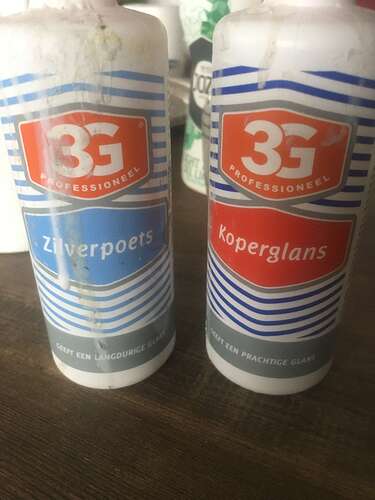 3G
PROFESSIONEEL
Zilverpoets
GEEFT EEN LANGDURIGE GLANS
3G
PROFESSIONEEL
Koperglans
GEEFT EEN PRACHTIGE GLANS